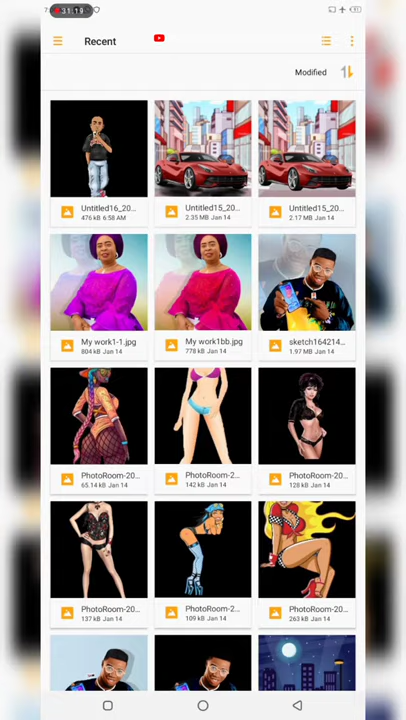 31:19
Recent
Modified
Untitled16_20...
476 kB 6:58 AM
Untitled15_20...
2.35 MB Jan 14
Untitled15_20...
2.17 MB Jan 14
My work1-1.jpg
804 kB Jan 14
My work1bb.jpg
778 kB Jan 14
sketch164214...
1.97 MB Jan 14
PhotoRoom-20...
65.14 kB Jan 14
PhotoRoom-2...
142 kB Jan 14
PhotoRoom-20...
128 kB Jan 14
PhotoRoom-20...
137 kB Jan 14
PhotoRoom-2...
109 kB Jan 14
PhotoRoom-20...
263 kB Jan 14